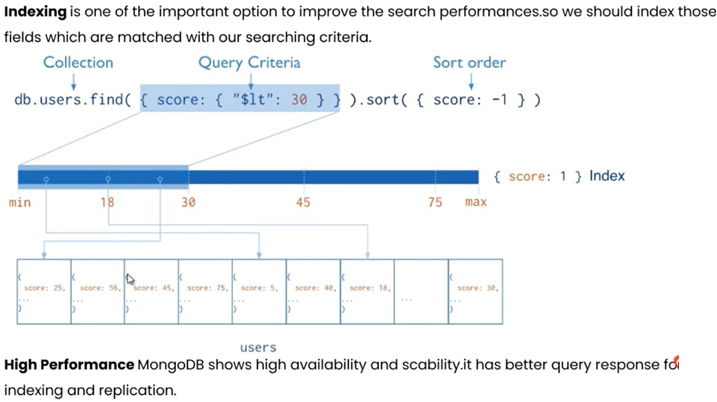 Indexing is one of the important option to improve the search performances.so we should index those
fields which are matched with our searching criteria.
Collection Query Criteria Sort order
db.users.find( { score: { "$lt": 30 } } ).sort( { score: -1 } )
{ score: 1 } Index
min 18 30 45 75 max
{ { { { { { { {
score: 25, score: 56, score: 45, score: 75, score: 5, score: 40, score: 18, score: 30,
... ... ... ... ... ... ... ... ...
} } } } } } } }
users
High Performance MongoDB shows high availability and scability.it has better query response for
indexing and replication.